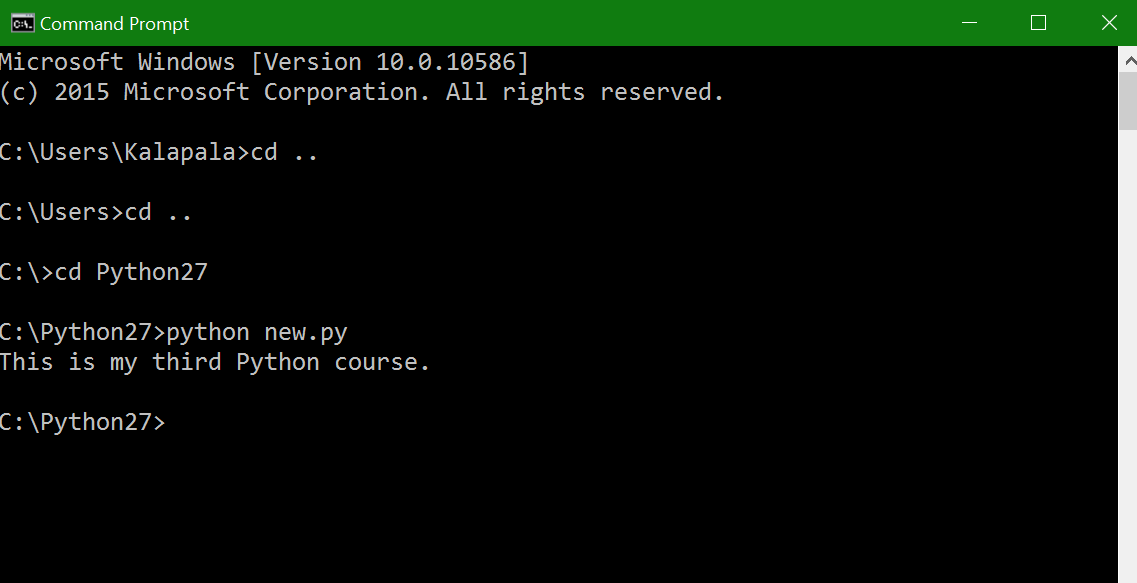 Command Prompt
Microsoft Windows [Version 10.0.10586]
(c) 2015 Microsoft Corporation. All rights reserved.
C:\Users\Kalapala>cd ..
C:\Users>cd ..
C:\>cd Python27
C:\Python27>python new.py
This is my third Python course.
C:\Python27>